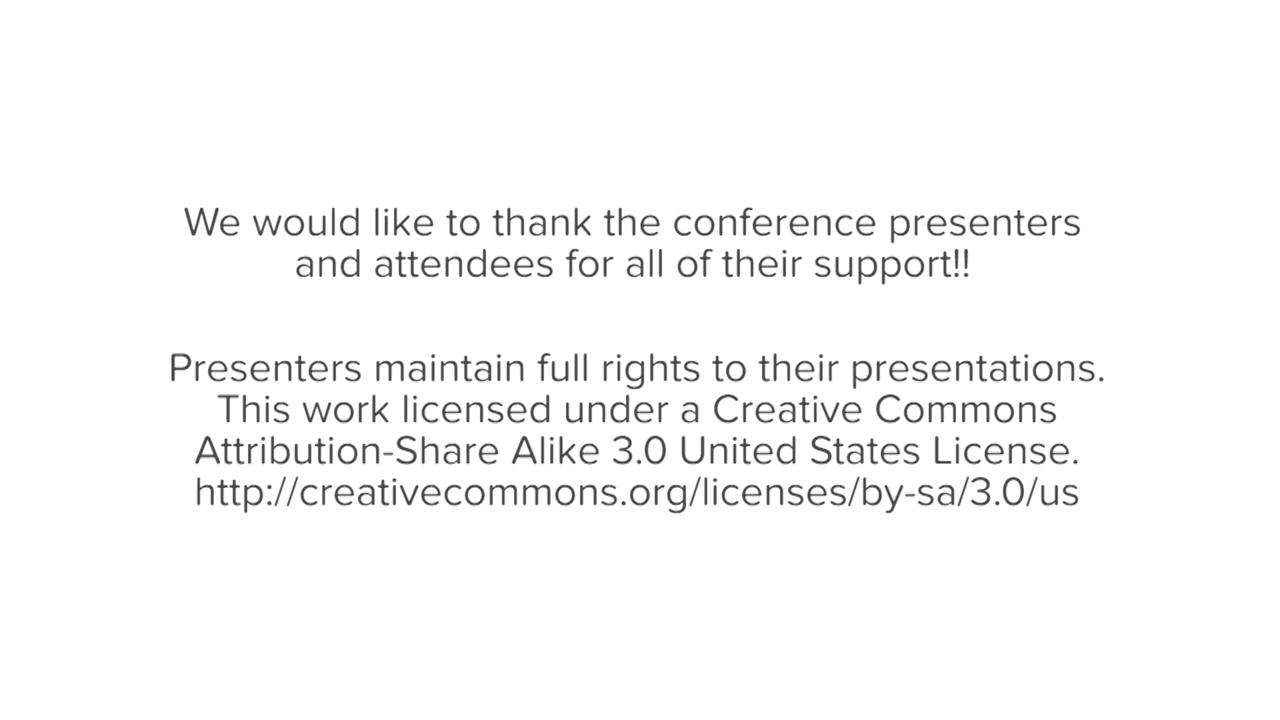 We would like to thank the conference presenters
and attendees for all of their support!!
Presenters maintain full rights to their presentations.
This work licensed under a Creative Commons
Attribution-Share Alike 3.0 United States License.
http://creativecommons.org/licenses/by-sa/3.0/us